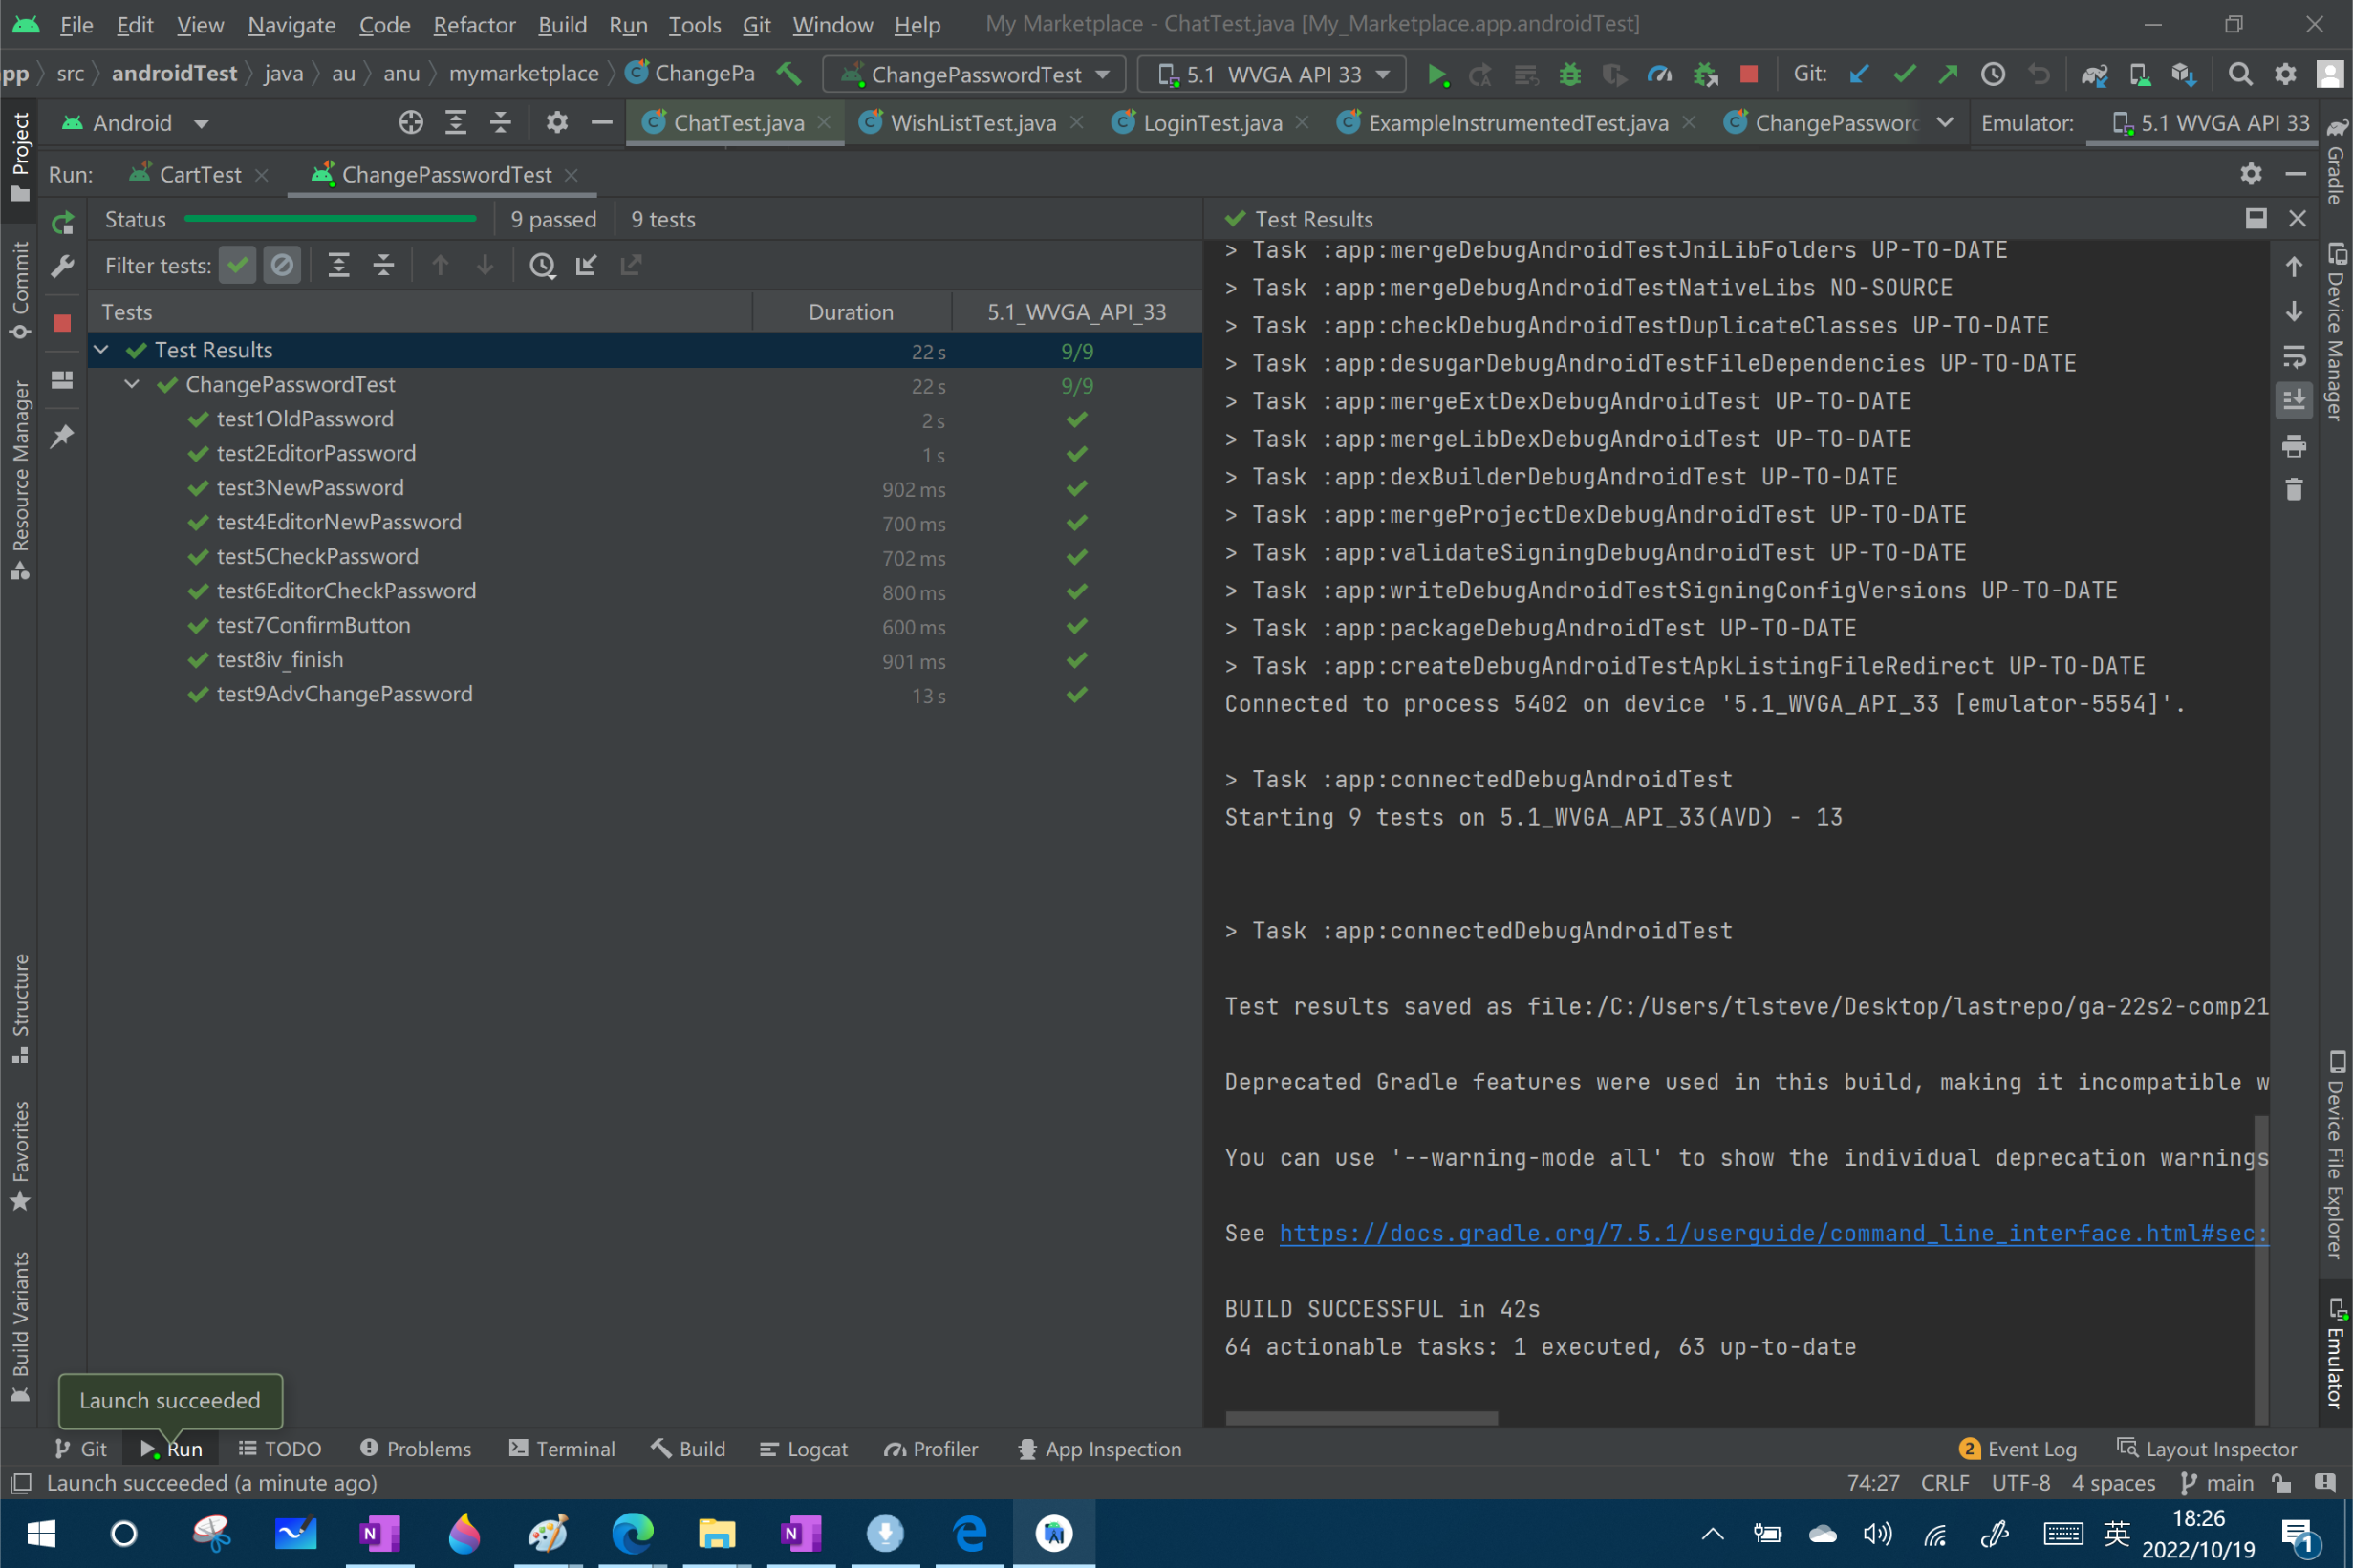 File Edit View Navigate Code Refactor Build Run Tools Git Window Help My Marketplace - ChatTest.java [My_Marketplace.app.androidTest]
pp src androidTest java au anu mymarketplace ChangePa ChangePasswordTest 5.1 WVGA API 33 Git:
Project
Android ChatTest.java WishListTest.java LoginTest.java ExampleInstrumentedTest.java ChangePassword Emulator: 5.1 WVGA API 33
Run: CartTest ChangePasswordTest
Status 9 passed 9 tests
Test Results
Filter tests:
Tests Duration 5.1_WVGA_API_33
Test Results 22 s 9/9
ChangePasswordTest 22 s 9/9
test1OldPassword 2 s
test2EditorPassword 1 s
test3NewPassword 902 ms
test4EditorNewPassword 700 ms
test5CheckPassword 702 ms
test6EditorCheckPassword 800 ms
test7ConfirmButton 600 ms
test8iv_finish 901 ms
test9AdvChangePassword 13 s
> Task :app:mergeDebugAndroidTestJniLibFolders UP-TO-DATE
> Task :app:mergeDebugAndroidTestNativeLibs NO-SOURCE
> Task :app:checkDebugAndroidTestDuplicateClasses UP-TO-DATE
> Task :app:desugarDebugAndroidTestFileDependencies UP-TO-DATE
> Task :app:mergeExtDexDebugAndroidTest UP-TO-DATE
> Task :app:mergeLibDexDebugAndroidTest UP-TO-DATE
> Task :app:dexBuilderDebugAndroidTest UP-TO-DATE
> Task :app:mergeProjectDexDebugAndroidTest UP-TO-DATE
> Task :app:validateSigningDebugAndroidTest UP-TO-DATE
> Task :app:writeDebugAndroidTestSigningConfigVersions UP-TO-DATE
> Task :app:packageDebugAndroidTest UP-TO-DATE
> Task :app:createDebugAndroidTestApkListingFileRedirect UP-TO-DATE
Connected to process 5402 on device '5.1_WVGA_API_33 [emulator-5554]'.
> Task :app:connectedDebugAndroidTest
Starting 9 tests on 5.1_WVGA_API_33(AVD) - 13
> Task :app:connectedDebugAndroidTest
Test results saved as file:/C:/Users/tlsteve/Desktop/lastrepo/ga-22s2-comp21
Deprecated Gradle features were used in this build, making it incompatible w
You can use '--warning-mode all' to show the individual deprecation warnings
See https://docs.gradle.org/7.5.1/userguide/command_line_interface.html#sec:
BUILD SUCCESSFUL in 42s
64 actionable tasks: 1 executed, 63 up-to-date
Commit
Resource Manager
Structure
Favorites
Build Variants
Gradle
Device Manager
Device File Explorer
Emulator
Launch succeeded
Git Run TODO Problems Terminal Build Logcat Profiler App Inspection 2 Event Log Layout Inspector
Launch succeeded (a minute ago) 74:27 CRLF UTF-8 4 spaces main
英 18:26
2022/10/19 1